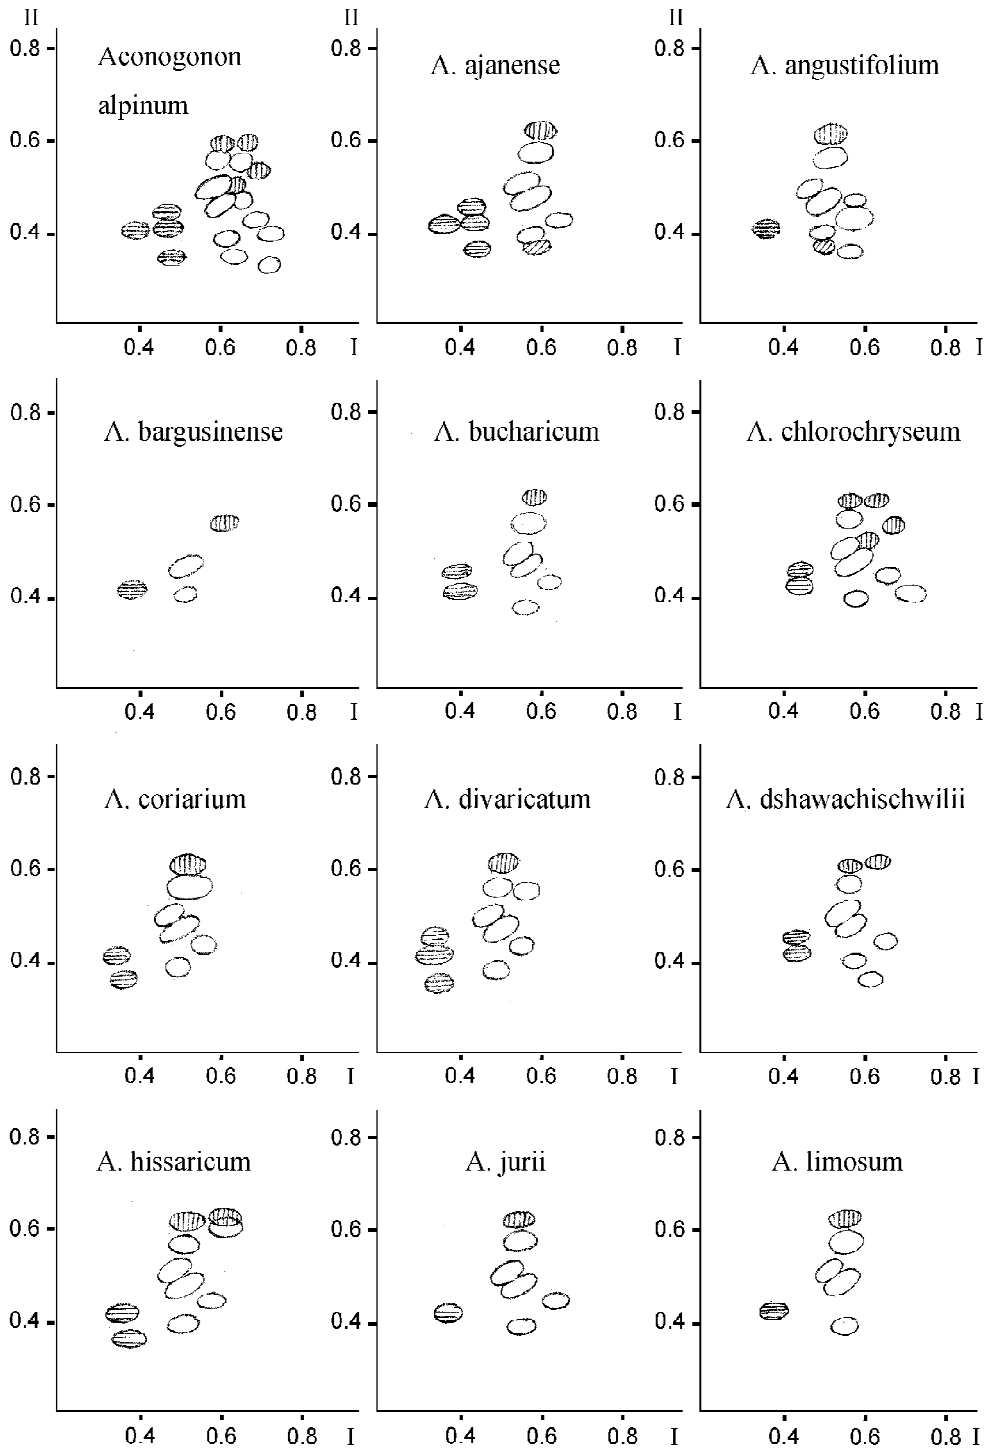 II II II
0.8 0.8 0.8
Aconogonon
Λ. ajanense Λ. angustifolium
alpinum
0.6 0.6 0.6
0.4 0.4 0.4
0.4 0.6 0.8 I 0.4 0.6 0.8 I 0.4 0.6 0.8 I
0.8 0.8 0.8
Λ. bargusinense Λ. bucharicum Λ. chlorochryseum
0.6 0.6 0.6
0.4 0.4 0.4
0.4 0.6 0.8 I 0.4 0.6 0.8 I 0.4 0.6 0.8 I
0.8 0.8 0.8
Λ. coriarium Λ. divaricatum Λ. dshawachischwilii
0.6 0.6 0.6
0.4 0.4 0.4
0.4 0.6 0.8 I 0.4 0.6 0.8 I 0.4 0.6 0.8 I
0.8 0.8 0.8
A. hissaricum A. jurii A. limosum
0.6 0.6 0.6
0.4 0.4 0.4
0.4 0.6 0.8 I 0.4 0.6 0.8 I 0.4 0.6 0.8 I